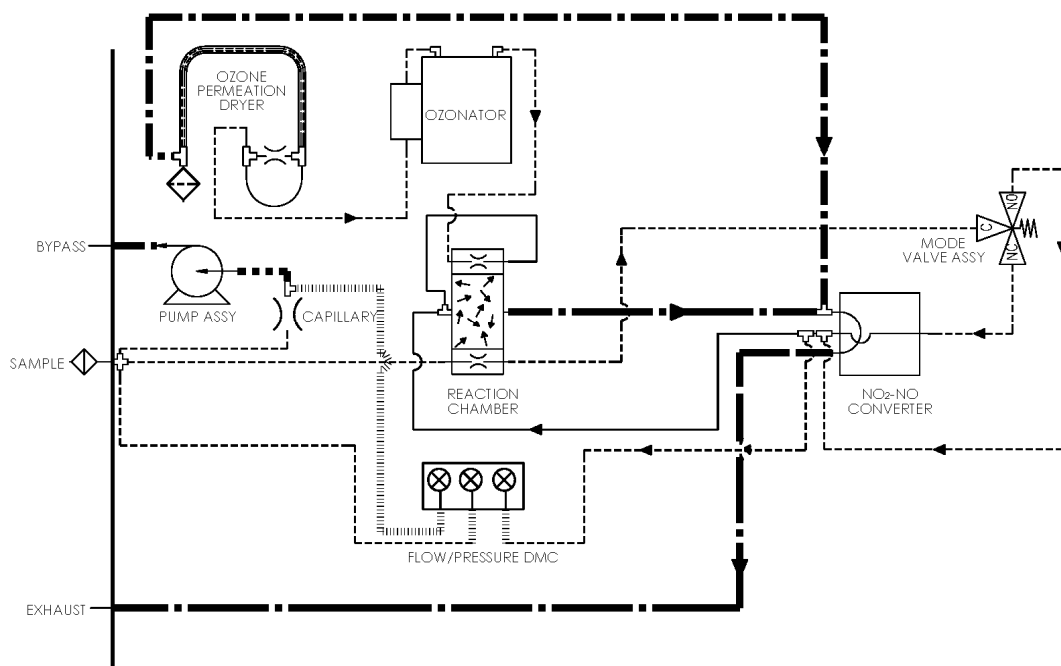 OZONE
PERMEATION
DRYER
OZONATOR
NO
C
NC
MODE
VALVE ASSY
BYPASS
PUMP ASSY
CAPILLARY
SAMPLE
REACTION
CHAMBER
NO₂-NO
CONVERTER
FLOW/PRESSURE DMC
EXHAUST